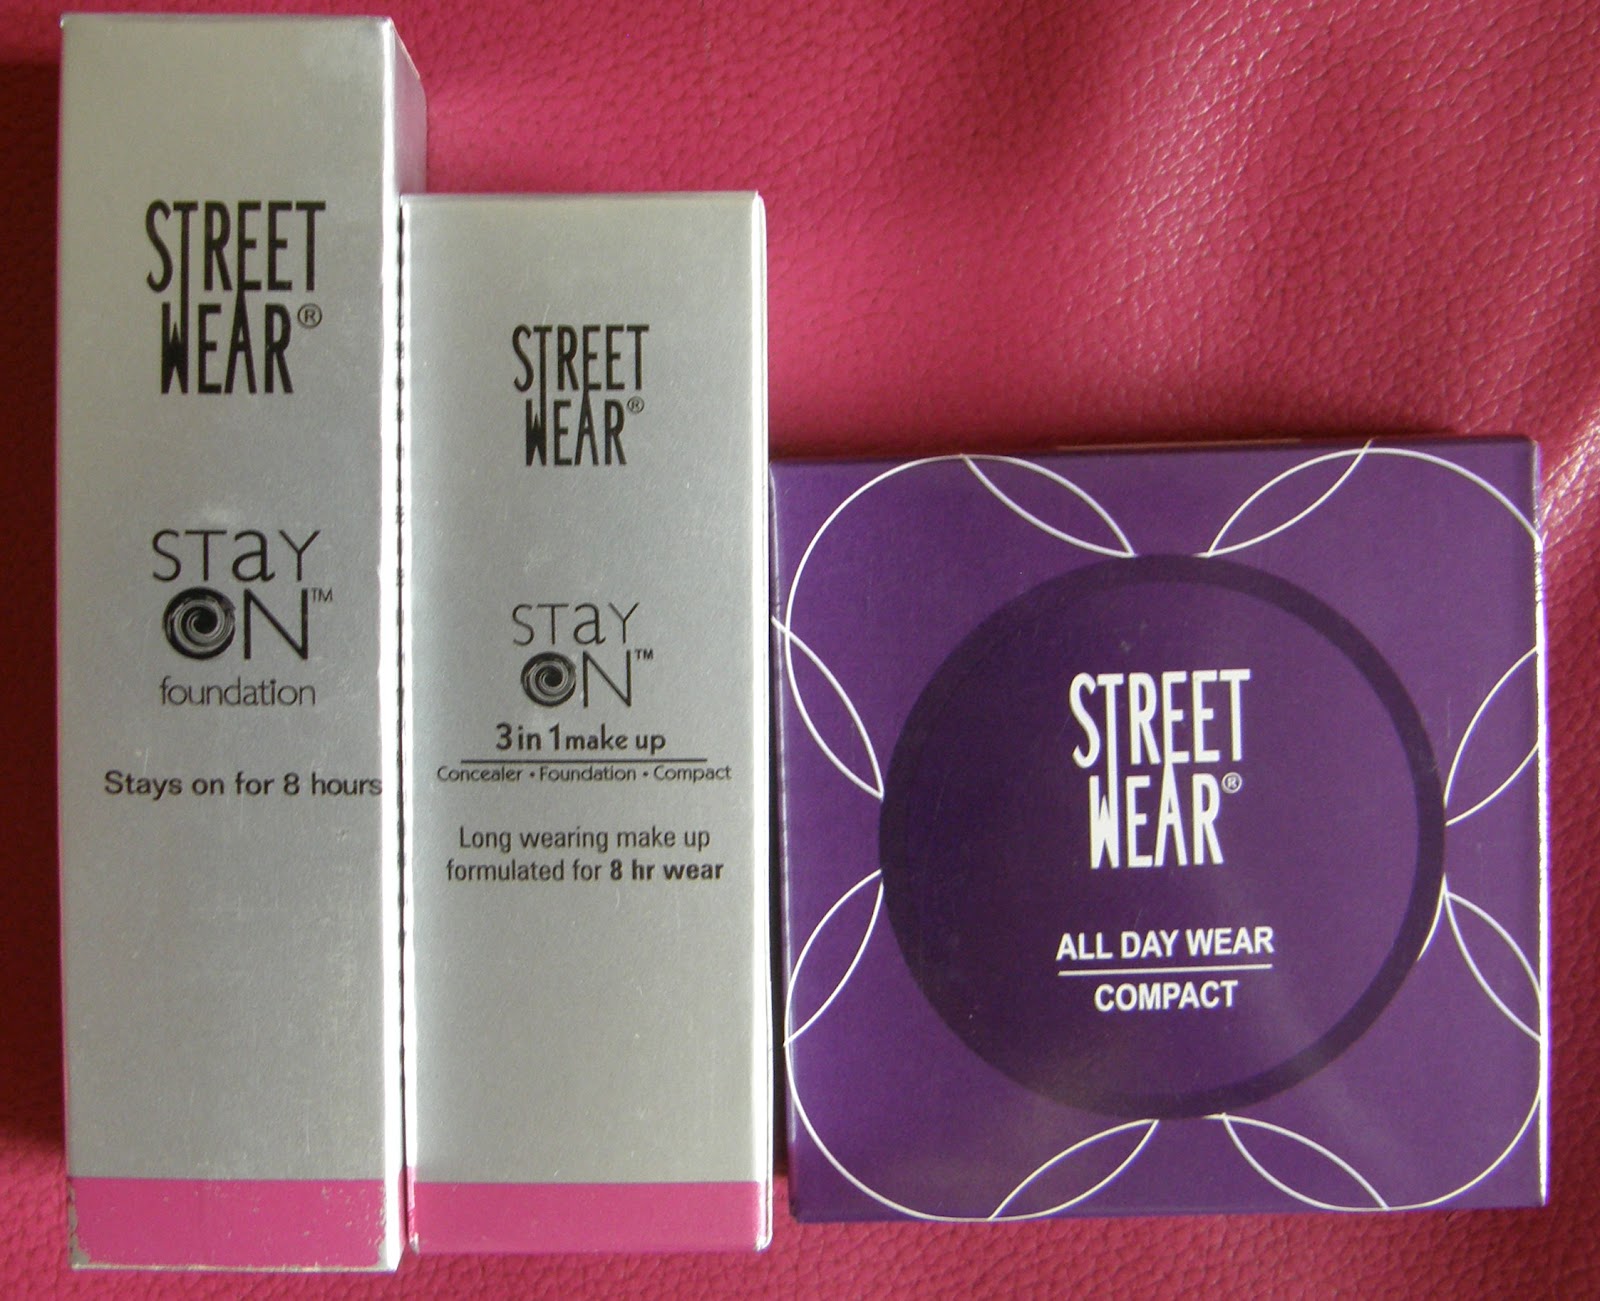 STREET
WEAR®
STaY
ON™
foundation
Stays on for 8 hours
STREET
WEAR®
STaY
ON™
3 in 1 make up
Concealer • Foundation • Compact
Long wearing make up
formulated for 8 hr wear
STREET
WEAR®
ALL DAY WEAR
COMPACT